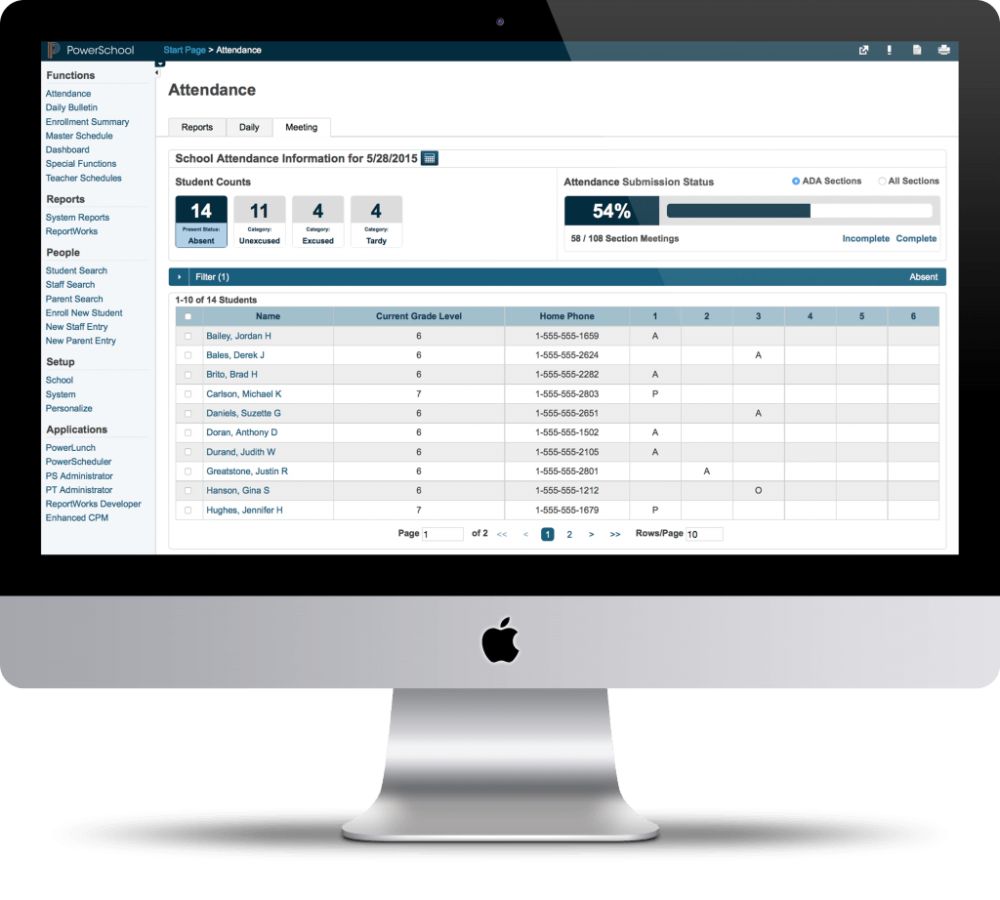 PowerSchool
Start Page > Attendance
Functions
Attendance
Daily Bulletin
Enrollment Summary
Master Schedule
Dashboard
Special Functions
Teacher Schedules
Reports
System Reports
ReportWorks
People
Student Search
Staff Search
Parent Search
Enroll New Student
New Staff Entry
New Parent Entry
Setup
School
System
Personalize
Applications
PowerLunch
PowerScheduler
PS Administrator
PT Administrator
ReportWorks Developer
Enhanced CPM
Attendance
Reports Daily Meeting
School Attendance Information for 5/28/2015
Student Counts
14 11 4 4
Present Status: Category: Category: Category:
Absent Unexcused Excused Tardy
Attendance Submission Status ADA Sections All Sections
54%
58 / 108 Section Meetings Incomplete Complete
Filter (1) Absent
1-10 of 14 Students
Name Current Grade Level Home Phone 1 2 3 4 5 6
Bailey, Jordan H 6 1-555-555-1659 A
Bales, Derek J 6 1-555-555-2624 A
Brito, Brad H 6 1-555-555-2282 A
Carlson, Michael K 7 1-555-555-2803 P
Daniels, Suzette G 6 1-555-555-2651 A
Doran, Anthony D 6 1-555-555-1502 A
Durand, Judith W 6 1-555-555-2105 A
Greatstone, Justin R 6 1-555-555-2801 A
Hanson, Gina S 6 1-555-555-1212 O
Hughes, Jennifer H 7 1-555-555-1679 P
Page 1 of 2 << < 1 2 > >> Rows/Page 10